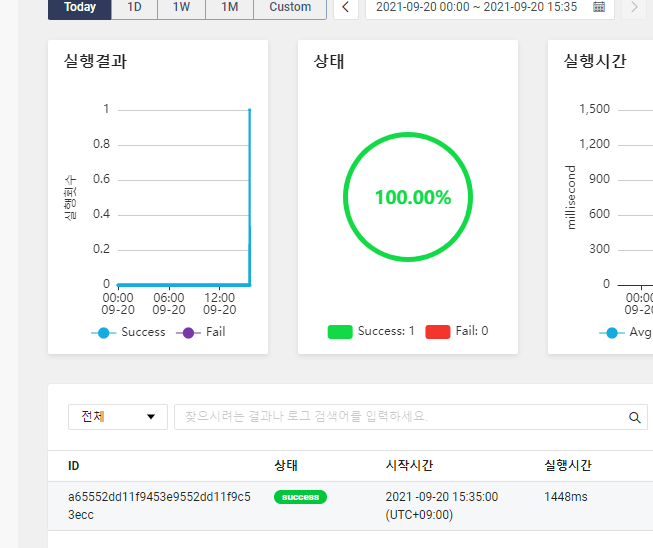 Today 1D 1W 1M Custom 2021-09-20 00:00 ~ 2021-09-20 15:35
실행결과
1
0.8
0.6
0.4
0.2
0
실행횟수
00:00 06:00 12:00
09-20 09-20 09-20
Success Fail
상태
100.00%
Success: 1 Fail: 0
실행시간
1,500
1,200
900
600
300
0
millisecond
00:00
09-20
Avg
전체 찾으시려는 결과나 로그 검색어를 입력하세요.
ID 상태 시작시간 실행시간
a65552dd11f9453e9552dd11f9c5 success 2021 -09-20 15:35:00 1448ms
3ecc (UTC+09:00)